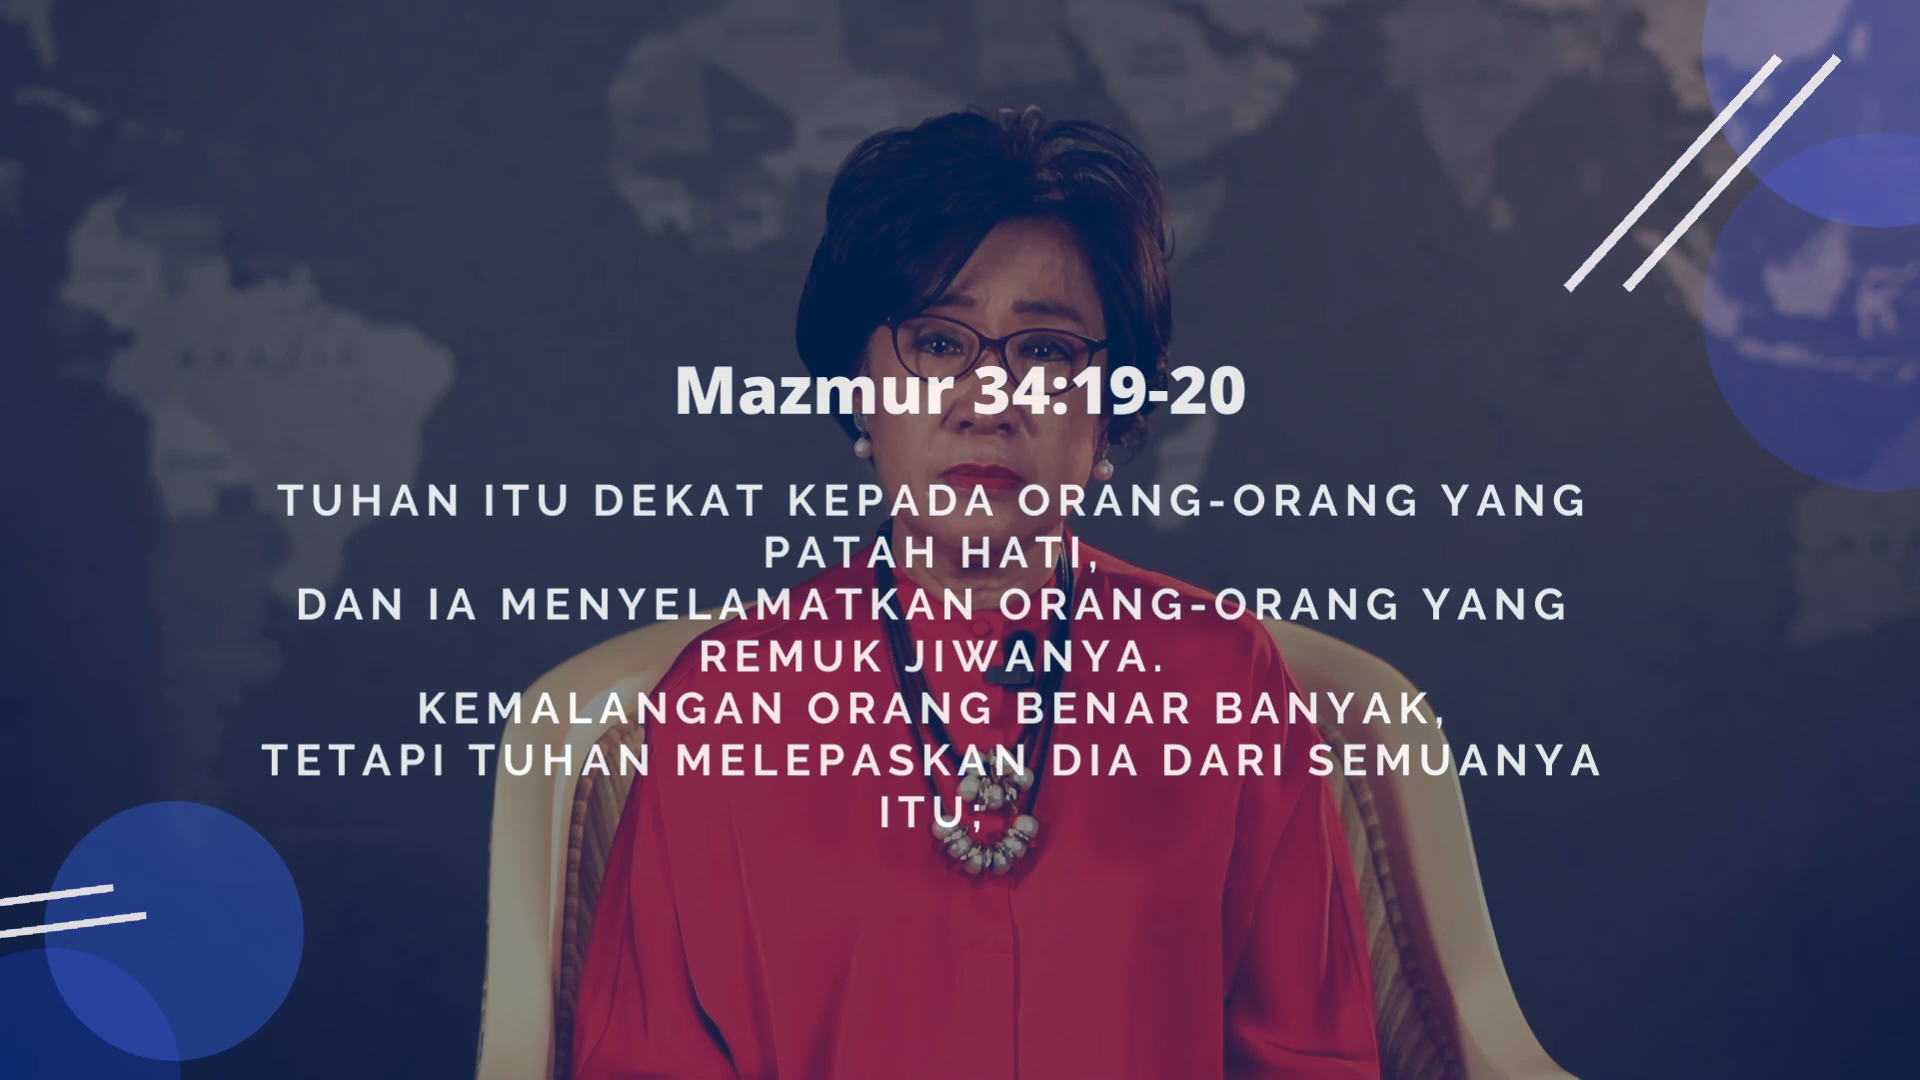 Mazmur 34:19-20
TUHAN ITU DEKAT KEPADA ORANG-ORANG YANG
PATAH HATI,
DAN IA MENYELAMATKAN ORANG-ORANG YANG
REMUK JIWANYA.
KEMALANGAN ORANG BENAR BANYAK,
TETAPI TUHAN MELEPASKAN DIA DARI SEMUANYA
ITU;